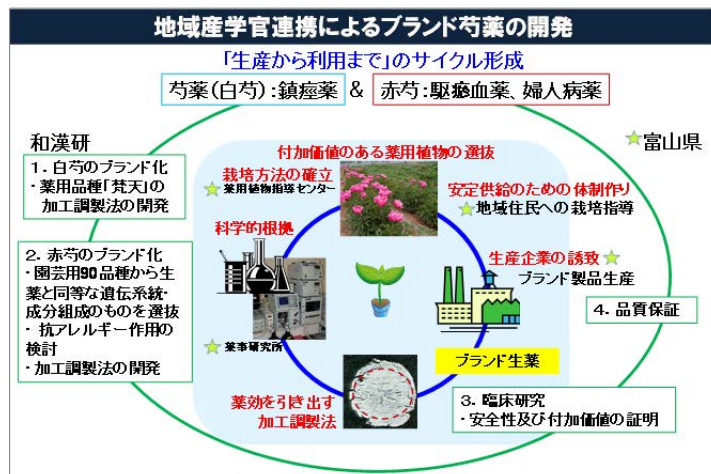 地域産学官連携によるブランド芍薬の開発
「生産から利用まで」のサイクル形成
芍薬(白芍):鎮痙薬 & 赤芍:駆瘀血薬、婦人病薬
和漢研
富山県
1. 白芍のブランド化
・薬用品種「梵天」の
加工調製法の開発
2. 赤芍のブランド化
・園芸用90品種から生
薬と同等な遺伝系統・
成分組成のものを選抜
・抗アレルギー作用の
検討
・加工調製法の開発
付加価値のある薬用植物の選抜
栽培方法の確立
薬用植物指導センター
科学的根拠
薬事研究所
安定供給のための体制作り
地域住民への栽培指導
生産企業の誘致
ブランド製品生産
ブランド生薬
薬効を引き出す
加工調製法
4. 品質保証
3. 臨床研究
・安全性及び付加価値の証明